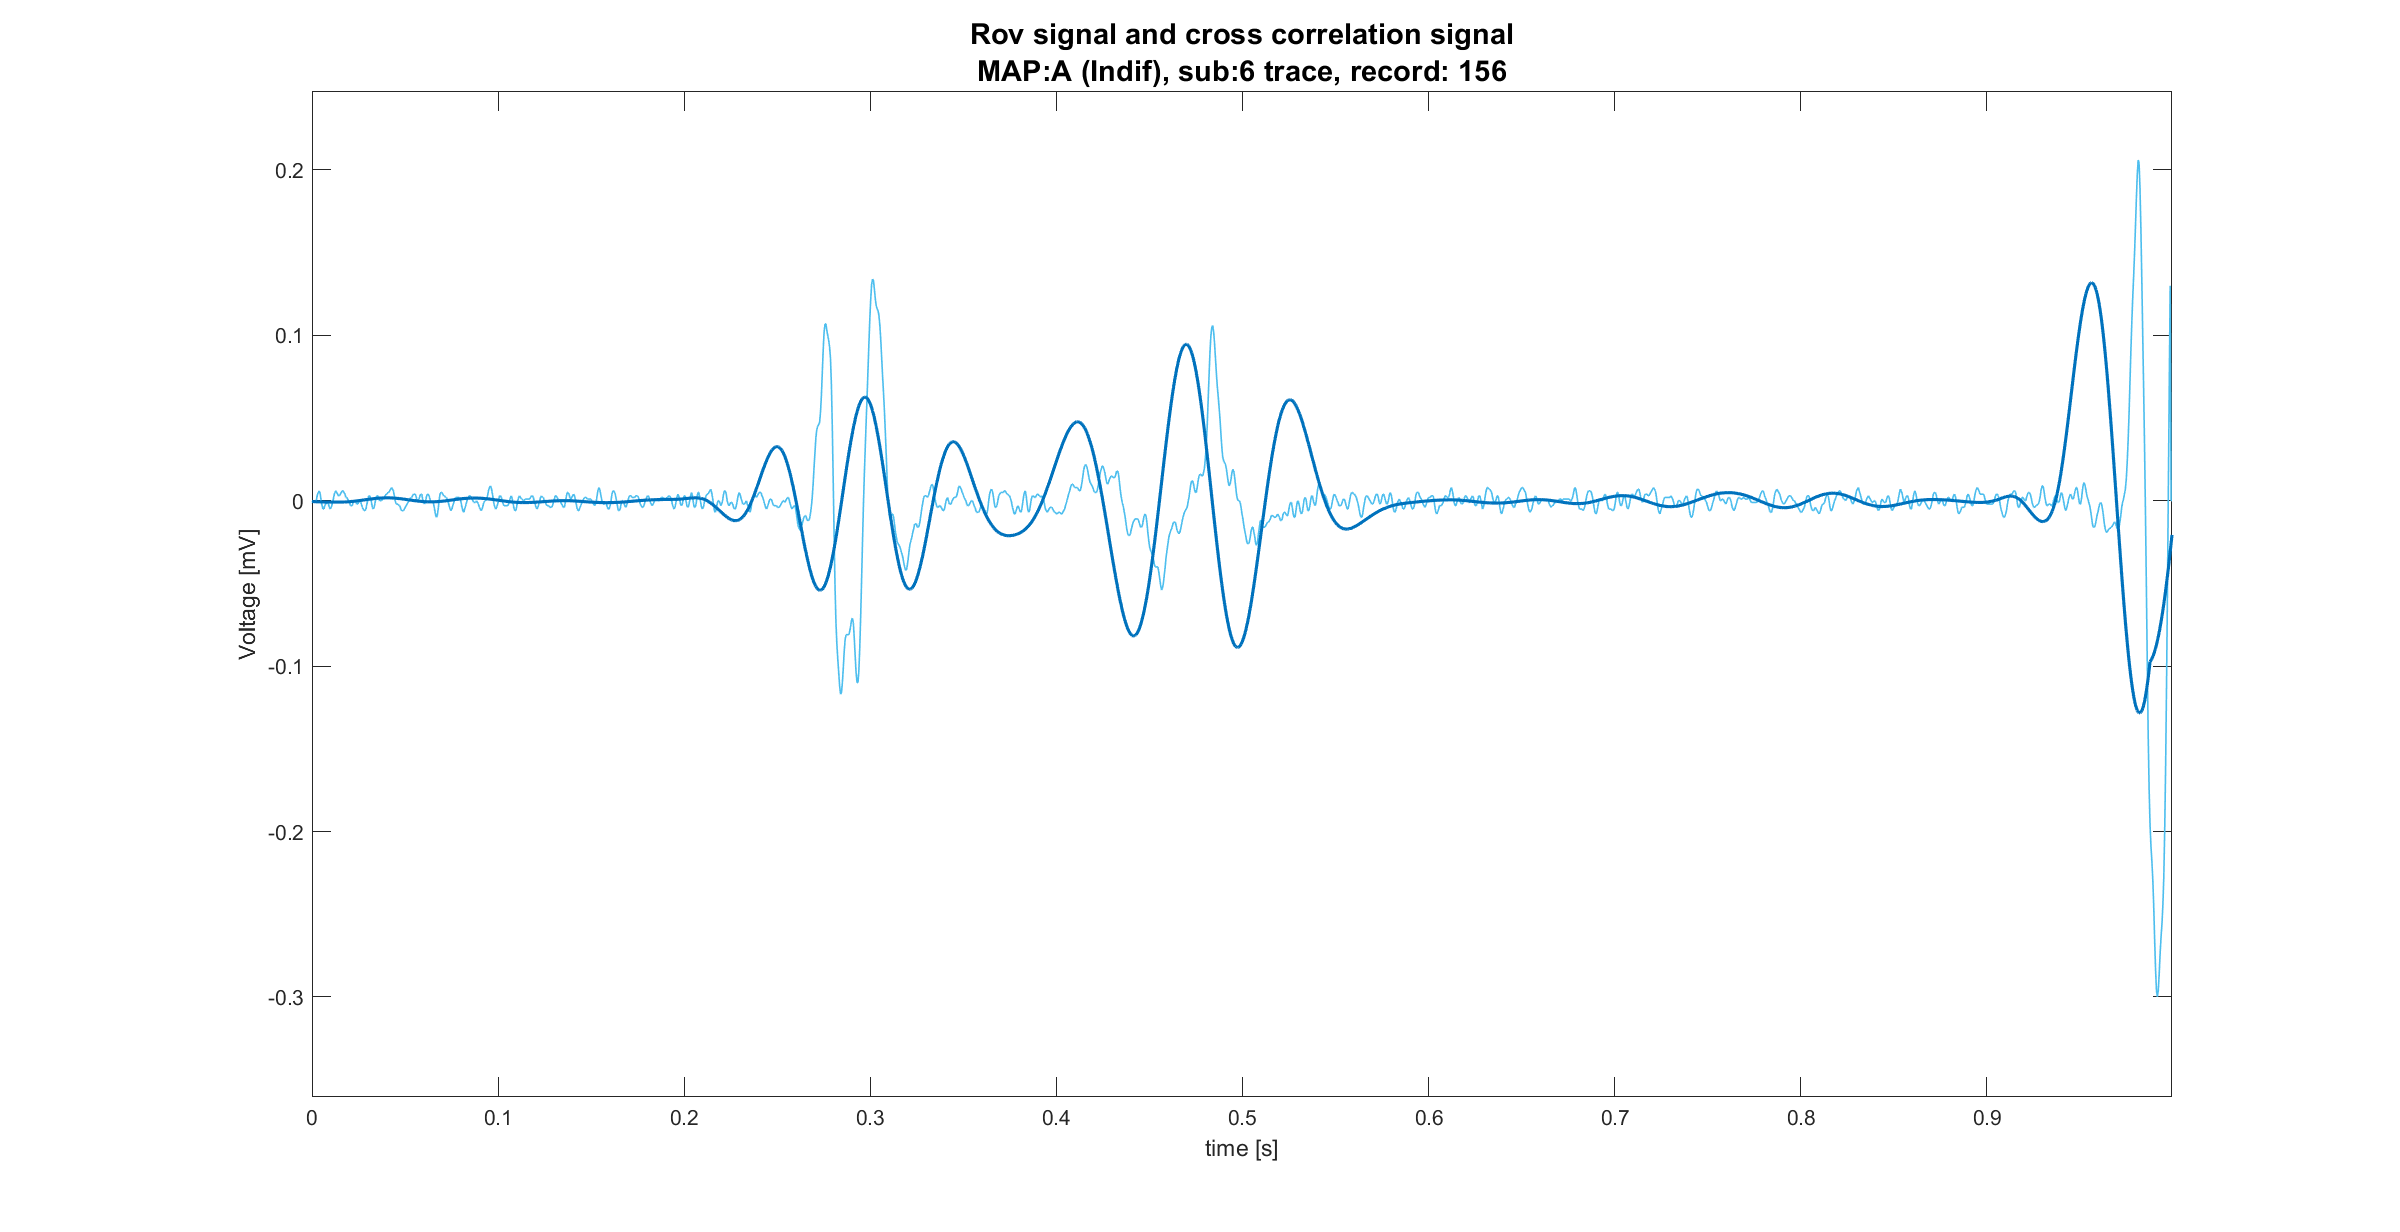 Rov signal and cross correlation signal
MAP:A (Indif), sub:6 trace, record: 156
0.2
0.1
0
-0.1
-0.2
-0.3
Voltage [mV]
0 0.1 0.2 0.3 0.4 0.5 0.6 0.7 0.8 0.9
time [s]